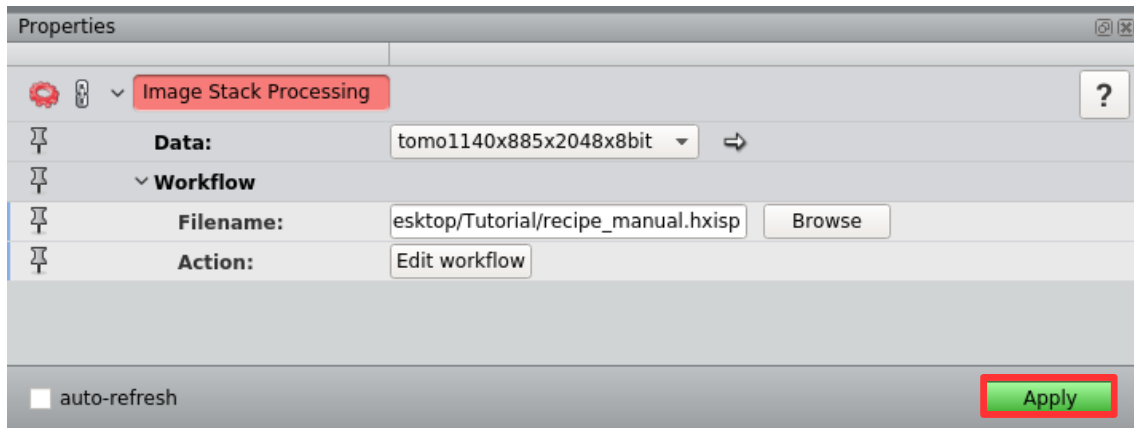 Properties
Image Stack Processing ?
Data: tomo1140x885x2048x8bit
Workflow
Filename: esktop/Tutorial/recipe_manual.hxisp Browse
Action: Edit workflow
auto-refresh Apply